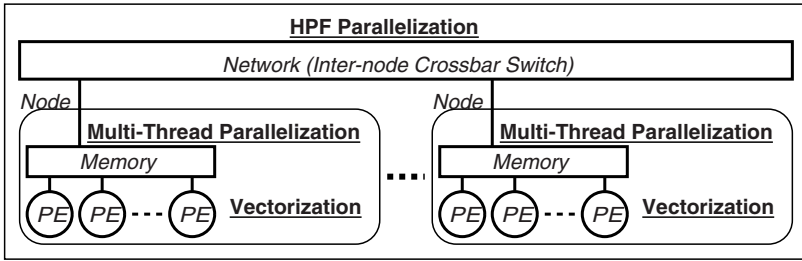 HPF Parallelization
Network (Inter-node Crossbar Switch)
Node
Node
Multi-Thread Parallelization
Multi-Thread Parallelization
Memory
Memory
PE PE PE Vectorization
PE PE PE Vectorization